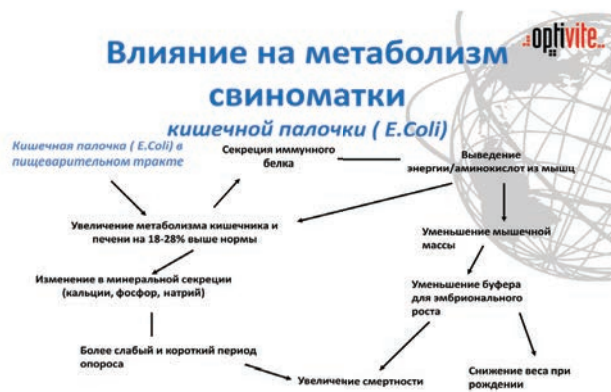 Влияние на метаболизм
свиноматки
кишечной палочки ( E.Coli)
.:optivite..
Кишечная палочка ( E.Coli) в
пищеварительном тракте
Секреция иммунного
белка
Выведение
энергии/аминокислот из мышц
Увеличение метаболизма кишечника и
печени на 18-28% выше нормы
Уменьшение мышечной
массы
Изменение в минеральной секреции
(кальции, фосфор, натрий)
Уменьшение буфера
для эмбрионального
роста
Более слабый и короткий период
опороса
Увеличение смертности
Снижение веса при
рождении